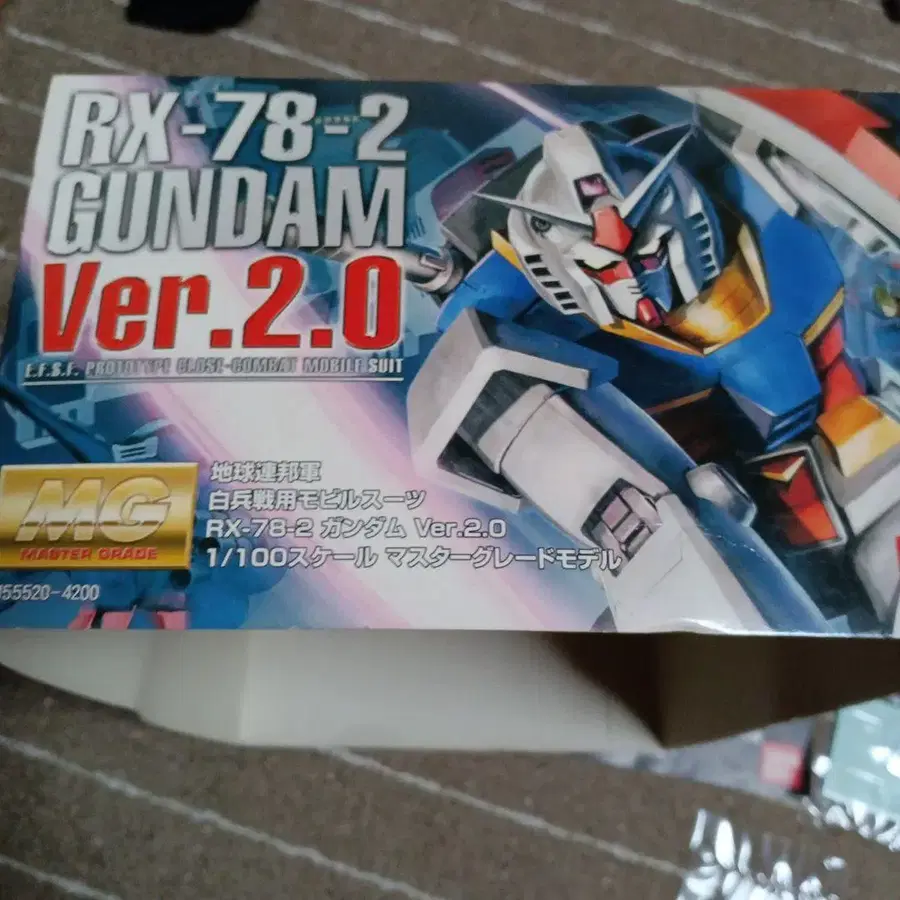 RX-78-2
GUNDAM
Ver.2.0
E.F.S.F. PROTOTYPE CLOSE-COMBAT MOBILE SUIT
MG
MASTER GRADE
地球連邦軍
白兵戦用モビルスーツ
RX-78-2 ガンダム Ver.2.0
1/100スケール マスターグレードモデル
55520-4200